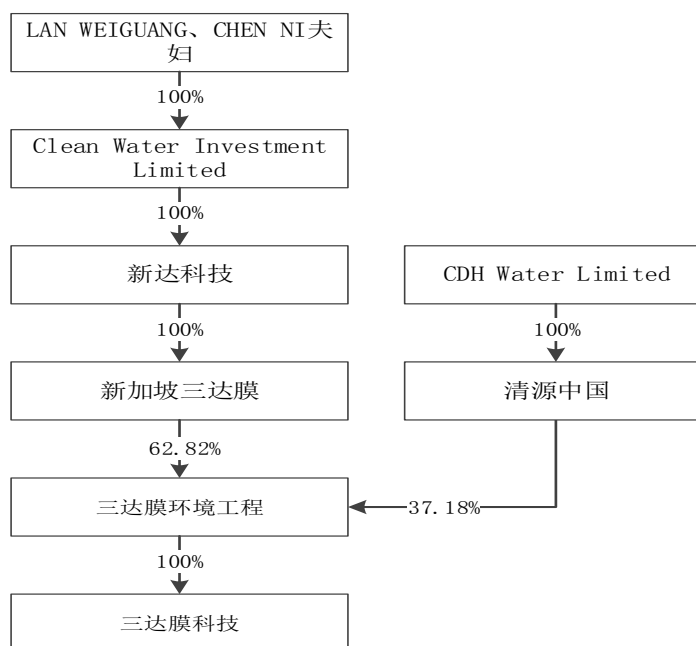 LAN WEIGUANG、CHEN NI夫
妇
100%
Clean Water Investment
Limited
100%
新达科技
CDH Water Limited
100%
100%
新加坡三达膜
清源中国
62.82%
三达膜环境工程
37.18%
100%
三达膜科技